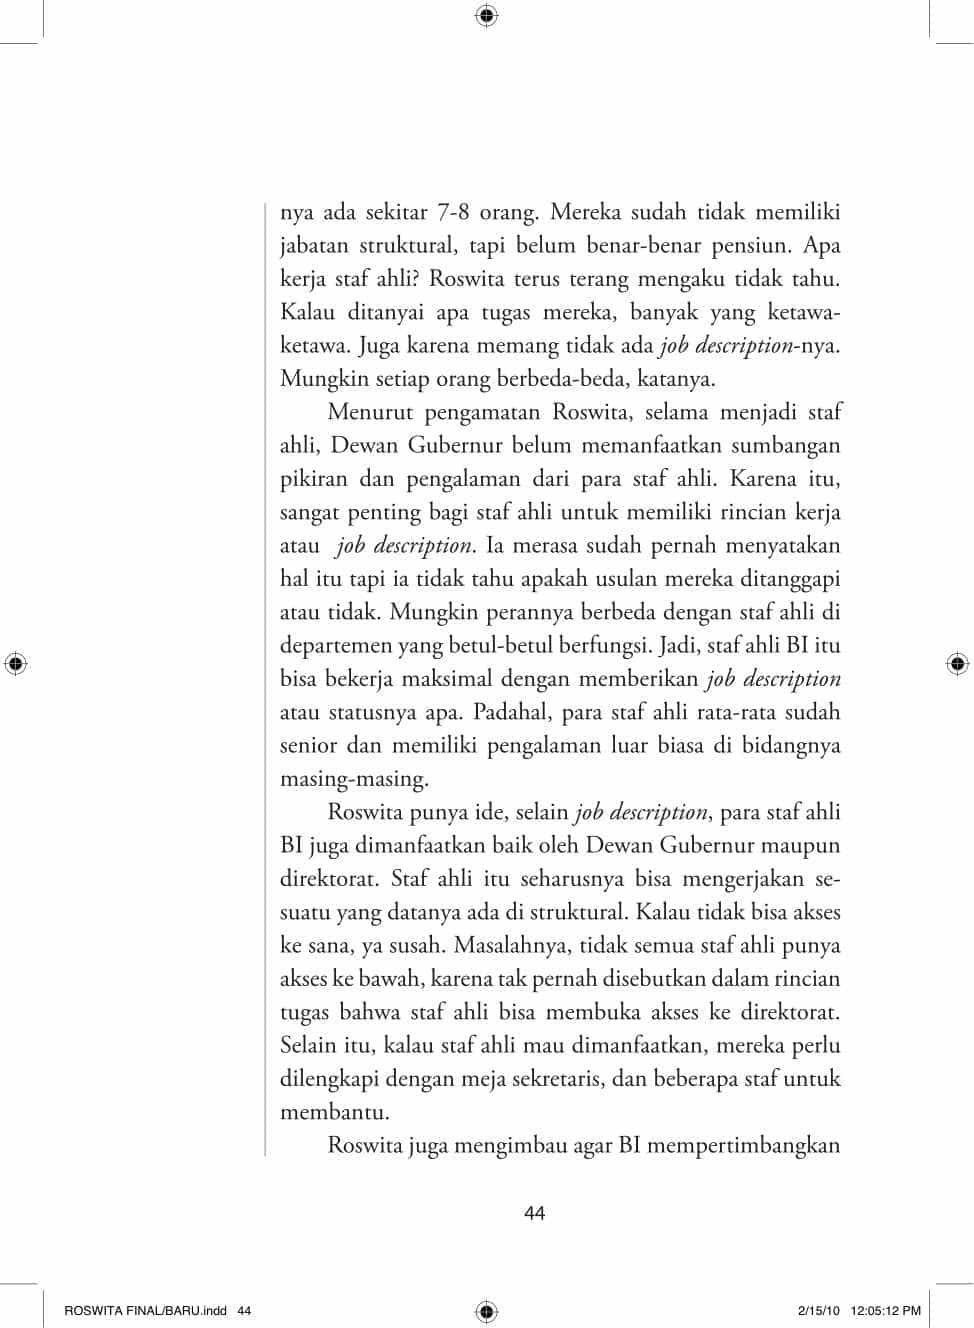 nya ada sekitar 7-8 orang. Mereka sudah tidak memiliki
jabatan struktural, tapi belum benar-benar pensiun. Apa
kerja staf ahli? Roswita terus terang mengaku tidak tahu.
Kalau ditanyai apa tugas mereka, banyak yang ketawa-
ketawa. Juga karena memang tidak ada job description-nya.
Mungkin setiap orang berbeda-beda, katanya.
Menurut pengamatan Roswita, selama menjadi staf
ahli, Dewan Gubernur belum memanfaatkan sumbangan
pikiran dan pengalaman dari para staf ahli. Karena itu,
sangat penting bagi staf ahli untuk memiliki rincian kerja
atau job description. Ia merasa sudah pernah menyatakan
hal itu tapi ia tidak tahu apakah usulan mereka ditanggapi
atau tidak. Mungkin perannya berbeda dengan staf ahli di
departemen yang betul-betul berfungsi. Jadi, staf ahli BI itu
bisa bekerja maksimal dengan memberikan job description
atau statusnya apa. Padahal, para staf ahli rata-rata sudah
senior dan memiliki pengalaman luar biasa di bidangnya
masing-masing.
Roswita punya ide, selain job description, para staf ahli
BI juga dimanfaatkan baik oleh Dewan Gubernur maupun
direktorat. Staf ahli itu seharusnya bisa mengerjakan se-
suatu yang datanya ada di struktural. Kalau tidak bisa akses
ke sana, ya susah. Masalahnya, tidak semua staf ahli punya
akses ke bawah, karena tak pernah disebutkan dalam rincian
tugas bahwa staf ahli bisa membuka akses ke direktorat.
Selain itu, kalau staf ahli mau dimanfaatkan, mereka perlu
dilengkapi dengan meja sekretaris, dan beberapa staf untuk
membantu.
Roswita juga mengimbau agar BI mempertimbangkan
44
ROSWITA FINAL/BARU.indd 44
2/15/10 12:05:12 PM